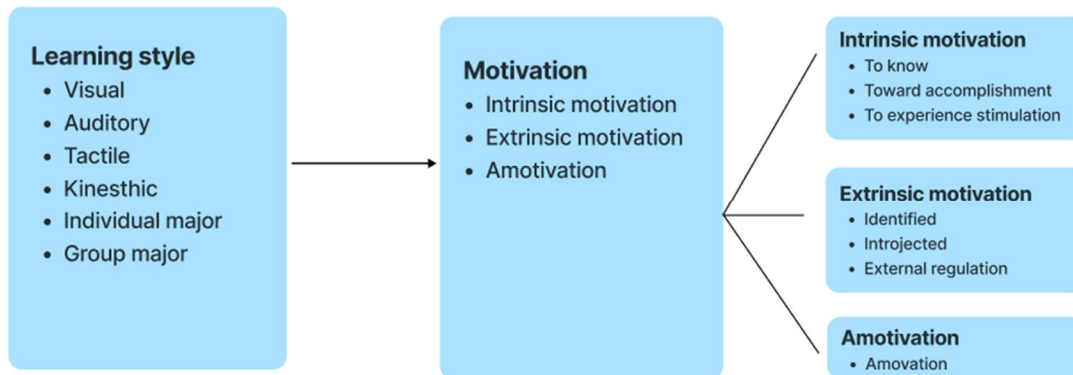 Learning style
• Visual
• Auditory
• Tactile
• Kinesthic
• Individual major
• Group major
Motivation
• Intrinsic motivation
• Extrinsic motivation
• Amotivation
Intrinsic motivation
• To know
• Toward accomplishment
• To experience stimulation
Extrinsic motivation
• Identified
• Introjected
• External regulation
Amotivation
• Amovation